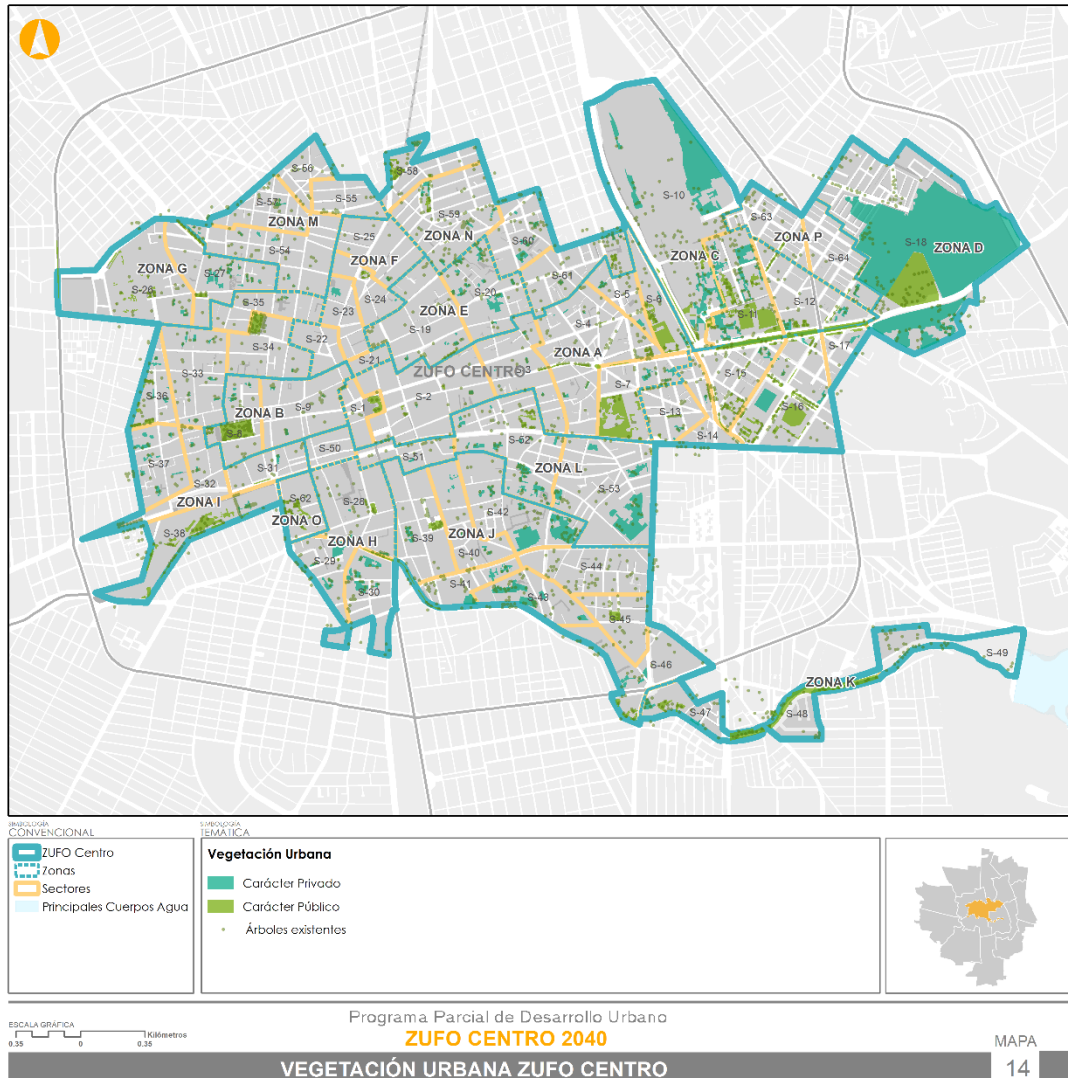 S-56
S-58
S-57
S-55
S-59
S-10
S-63
ZONA M
ZONA N
ZONA P
S-25
S-60
S-18
ZONA D
S-54
ZONA C
S-64
ZONA G
S-27
ZONA F
S-61
S-26
S-24
S-20
S-5
S-6
S-35
S-23
ZONA E
S-12
S-11
S-19
S-4
S-22
S-34
S-17
ZONA A
S-21
S-33
ZUFO CENTRO
S-3
S-15
S-7
S-36
S-9
S-1
S-2
S-16
ZONA B
S-13
S-8
S-14
S-52
S-50
S-51
S-37
S-31
ZONA L
S-32
S-53
ZONA I
S-62
S-28
S-42
ZONA O
S-38
ZONA J
S-39
ZONA H
S-40
S-29
S-44
S-41
S-30
S-43
S-45
S-49
S-46
ZONA K
S-47
S-48
SIMBOLOGÍA
CONVENCIONAL
ZUFO Centro
Zonas
Sectores
Principales Cuerpos Agua
SIMBOLOGÍA
TEMÁTICA
Vegetación Urbana
Carácter Privado
Carácter Público
Árboles existentes
ESCALA GRÁFICA
Kilómetros
0.35 0 0.35
Programa Parcial de Desarrollo Urbano
ZUFO CENTRO 2040
VEGETACIÓN URBANA ZUFO CENTRO
MAPA
14